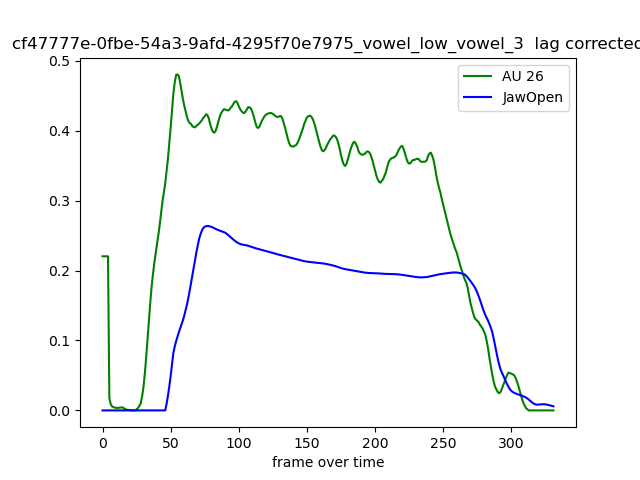 cf47777e-0fbe-54a3-9afd-4295f70e7975_vowel_low_vowel_3 lag corrected
AU 26
JawOpen
0.5
0.4
0.3
0.2
0.1
0.0
0 50 100 150 200 250 300
frame over time